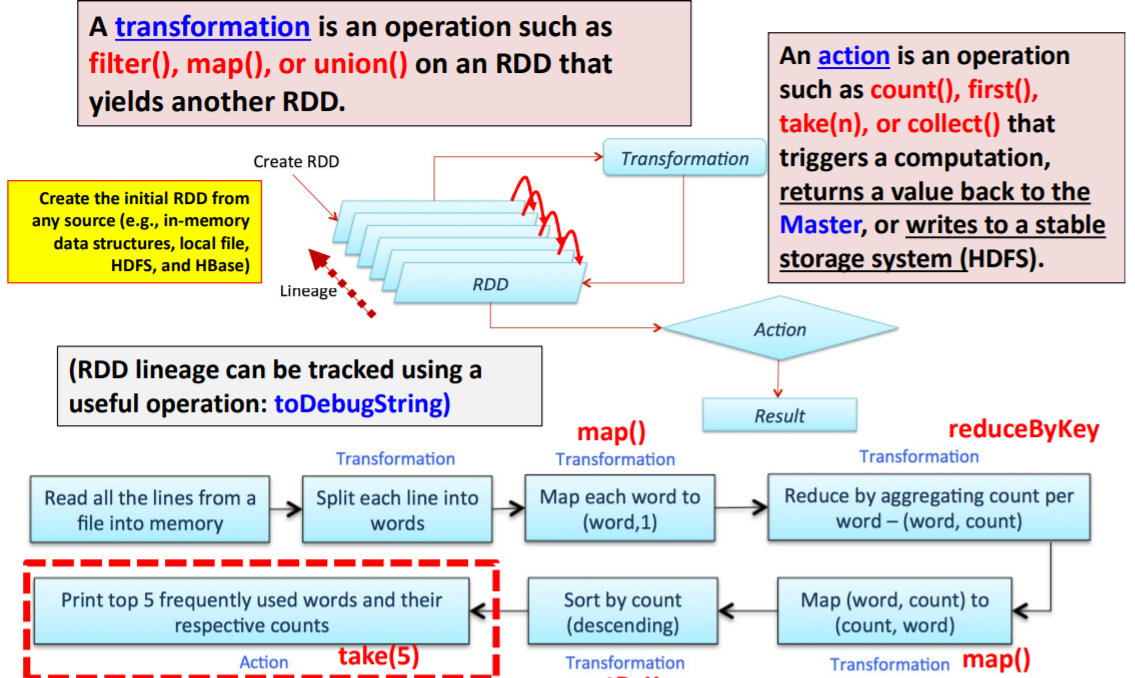 A transformation is an operation such as
filter(), map(), or union() on an RDD that
yields another RDD.
An action is an operation
such as count(), first(),
take(n), or collect() that
triggers a computation,
returns a value back to the
Master, or writes to a stable
storage system (HDFS).
Create RDD
Transformation
Create the initial RDD from
any source (e.g., in-memory
data structures, local file,
HDFS, and HBase)
Lineage
RDD
Action
Result
(RDD lineage can be tracked using a
useful operation: toDebugString)
map()
reduceByKey
Transformation
Transformation
Transformation
Read all the lines from a
file into memory
Split each line into
words
Map each word to
(word,1)
Reduce by aggregating count per
word – (word, count)
Print top 5 frequently used words and their
respective counts
Sort by count
(descending)
Map (word, count) to
(count, word)
Action
take(5)
Transformation
Transformation
map()